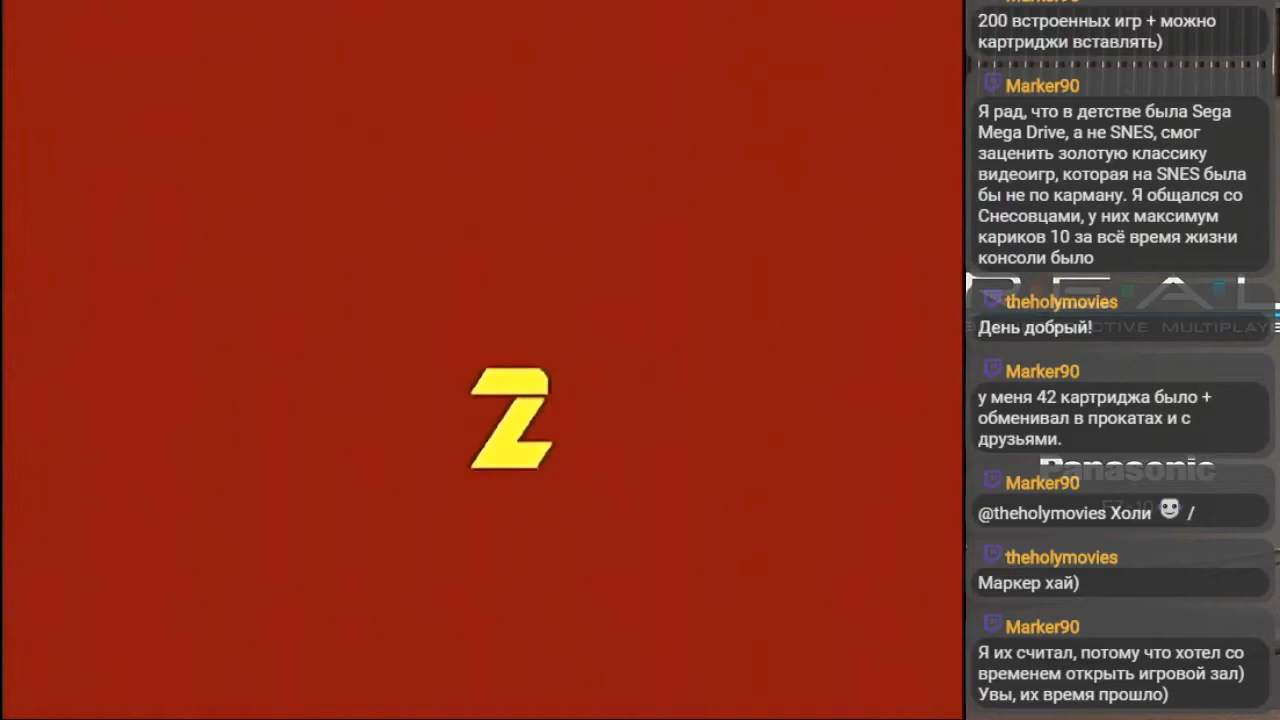 2
200 встроенных игр + можно
картриджи вставлять)
Marker90
Я рад, что в детстве была Sega
Mega Drive, а не SNES, смог
заценить золотую классику
видеоигр, которая на SNES была
бы не по карману. Я общался со
Снесовцами, у них максимум
кариков 10 за всё время жизни
консоли было
theholymovies
День добрый!
Marker90
у меня 42 картриджа было +
обменивал в прокатах и с
друзьями.
Panasonic
Marker90
@theholymovies Холи /
theholymovies
Маркер хай)
Marker90
Я их считал, потому что хотел со
временем открыть игровой зал)
Увы, их время прошло)